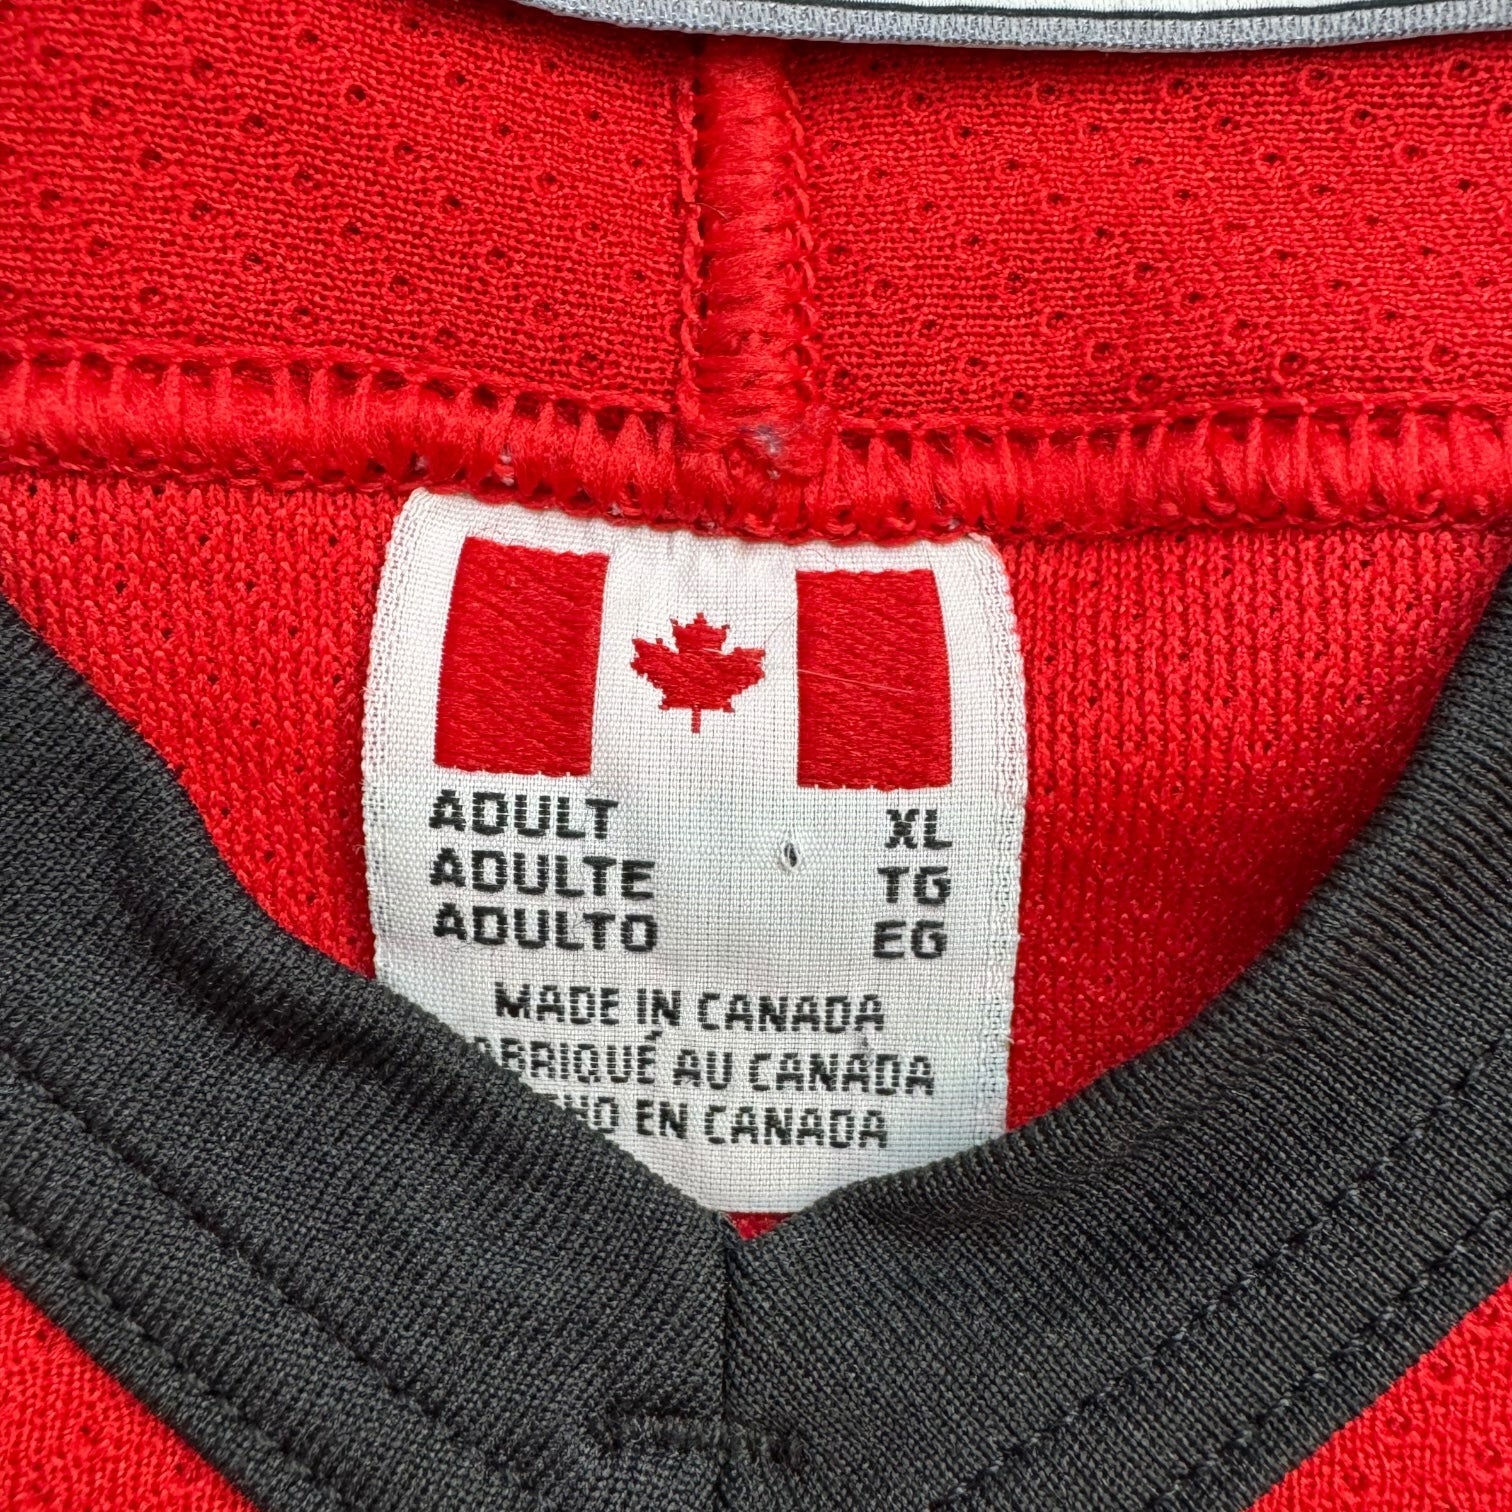 ADULT XL
ADULTE TG
ADULTO EG
MADE IN CANADA
AU CANADA
EN CANADA